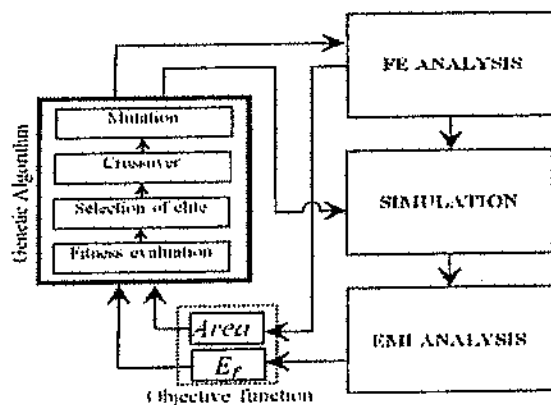 FE ANALYSIS
Mutation
Crossover
Selection of elite
Fitness evaluation
Genetic Algorithm
SIMULATION
EMI ANALYSIS
Area
E_f
Objective function